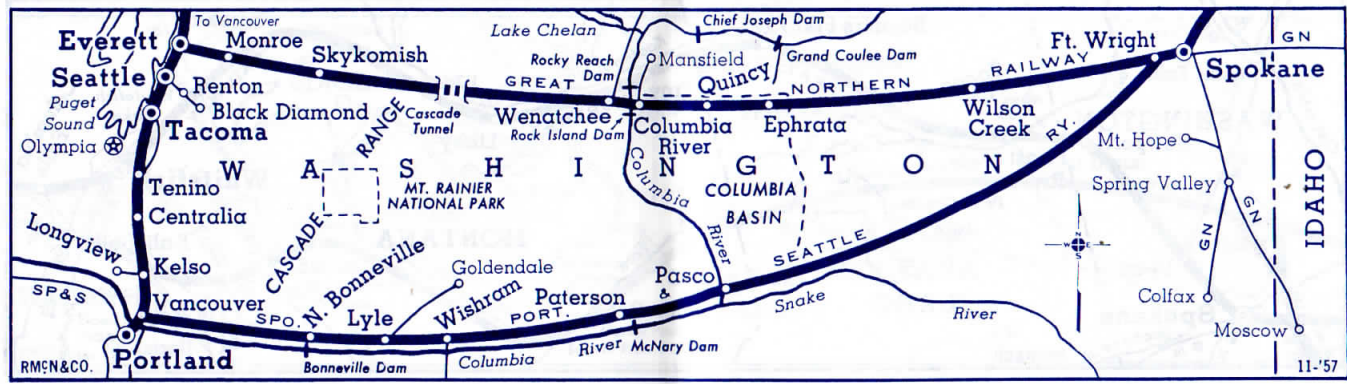 To Vancouver
Everett
Monroe
Skykomish
Seattle
Renton
Black Diamond
Puget
Sound
Tacoma
Olympia
Tenino
Centralia
Longview
Kelso
SP&S
Vancouver
Portland
RMCN&CO.
Cascade
Tunnel
CASCADE RANGE
MT. RAINIER
NATIONAL PARK
WASHINGTON
GREAT NORTHERN RAILWAY
Lake Chelan
Chief Joseph Dam
Rocky Reach
Dam
Mansfield
Grand Coulee Dam
Quincy
Wenatchee
Rock Island Dam
Columbia
River
Ephrata
Wilson
Creek
Ft. Wright
Spokane
GN
Columbia River
COLUMBIA
BASIN
SPO. PORT. & SEATTLE RY.
N. Bonneville
Bonneville Dam
Lyle
Goldendale
Wishram
Paterson
Columbia River
McNary Dam
Pasco
Snake River
N
W E
S
Mt. Hope
Spring Valley
GN
GN
Colfax
Moscow
IDAHO
11-'57